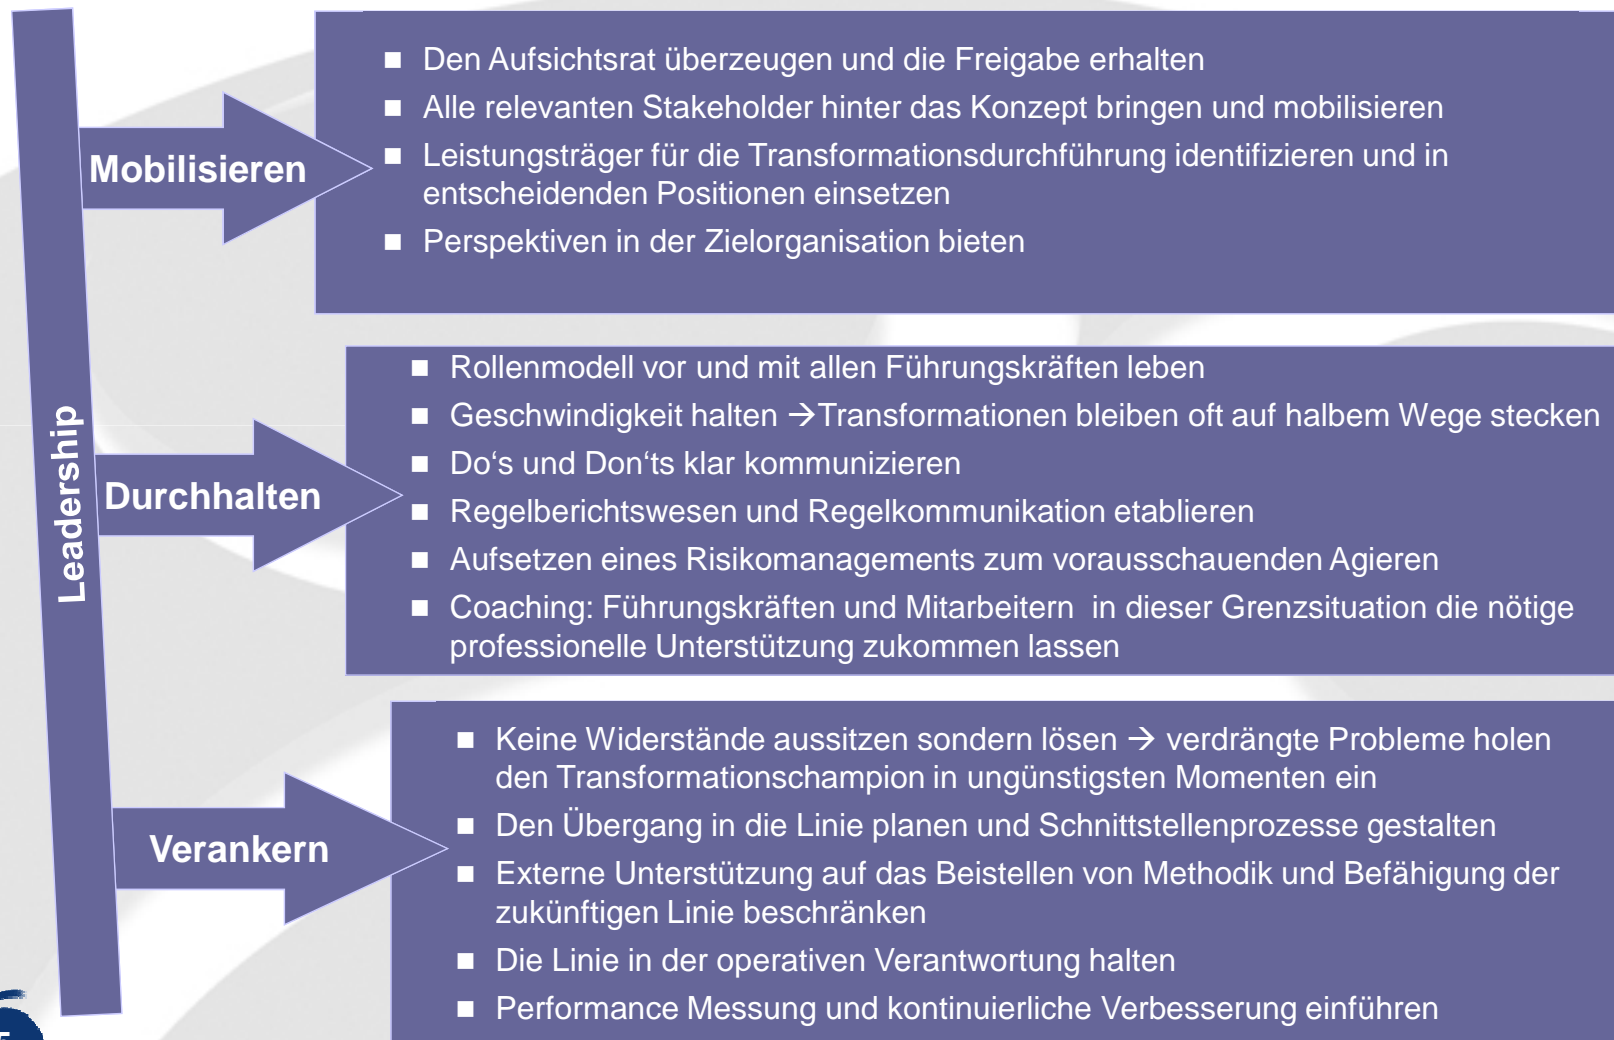 Leadership
Mobilisieren
■ Den Aufsichtsrat überzeugen und die Freigabe erhalten
■ Alle relevanten Stakeholder hinter das Konzept bringen und mobilisieren
■ Leistungsträger für die Transformationsdurchführung identifizieren und in
entscheidenden Positionen einsetzen
■ Perspektiven in der Zielorganisation bieten
Durchhalten
■ Rollenmodell vor und mit allen Führungskräften leben
■ Geschwindigkeit halten →Transformationen bleiben oft auf halbem Wege stecken
■ Do‘s und Don‘ts klar kommunizieren
■ Regelberichtswesen und Regelkommunikation etablieren
■ Aufsetzen eines Risikomanagements zum vorausschauenden Agieren
■ Coaching: Führungskräften und Mitarbeitern  in dieser Grenzsituation die nötige
professionelle Unterstützung zukommen lassen
Verankern
■ Keine Widerstände aussitzen sondern lösen → verdrängte Probleme holen
den Transformationschampion in ungünstigsten Momenten ein
■ Den Übergang in die Linie planen und Schnittstellenprozesse gestalten
■ Externe Unterstützung auf das Beistellen von Methodik und Befähigung der
zukünftigen Linie beschränken
■ Die Linie in der operativen Verantwortung halten
■ Performance Messung und kontinuierliche Verbesserung einführen